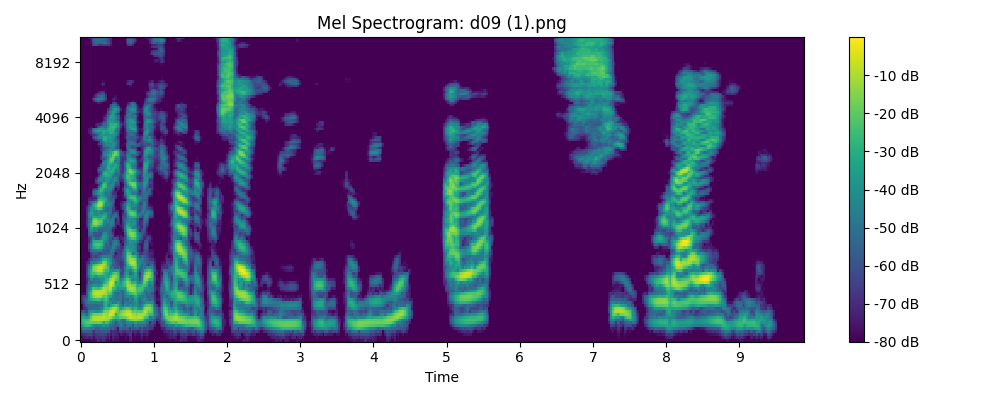 Mel Spectrogram: d09 (1).png
8192
4096
2048
1024
512
0
Hz
0 1 2 3 4 5 6 7 8 9
Time
-10 dB
-20 dB
-30 dB
-40 dB
-50 dB
-60 dB
-70 dB
-80 dB